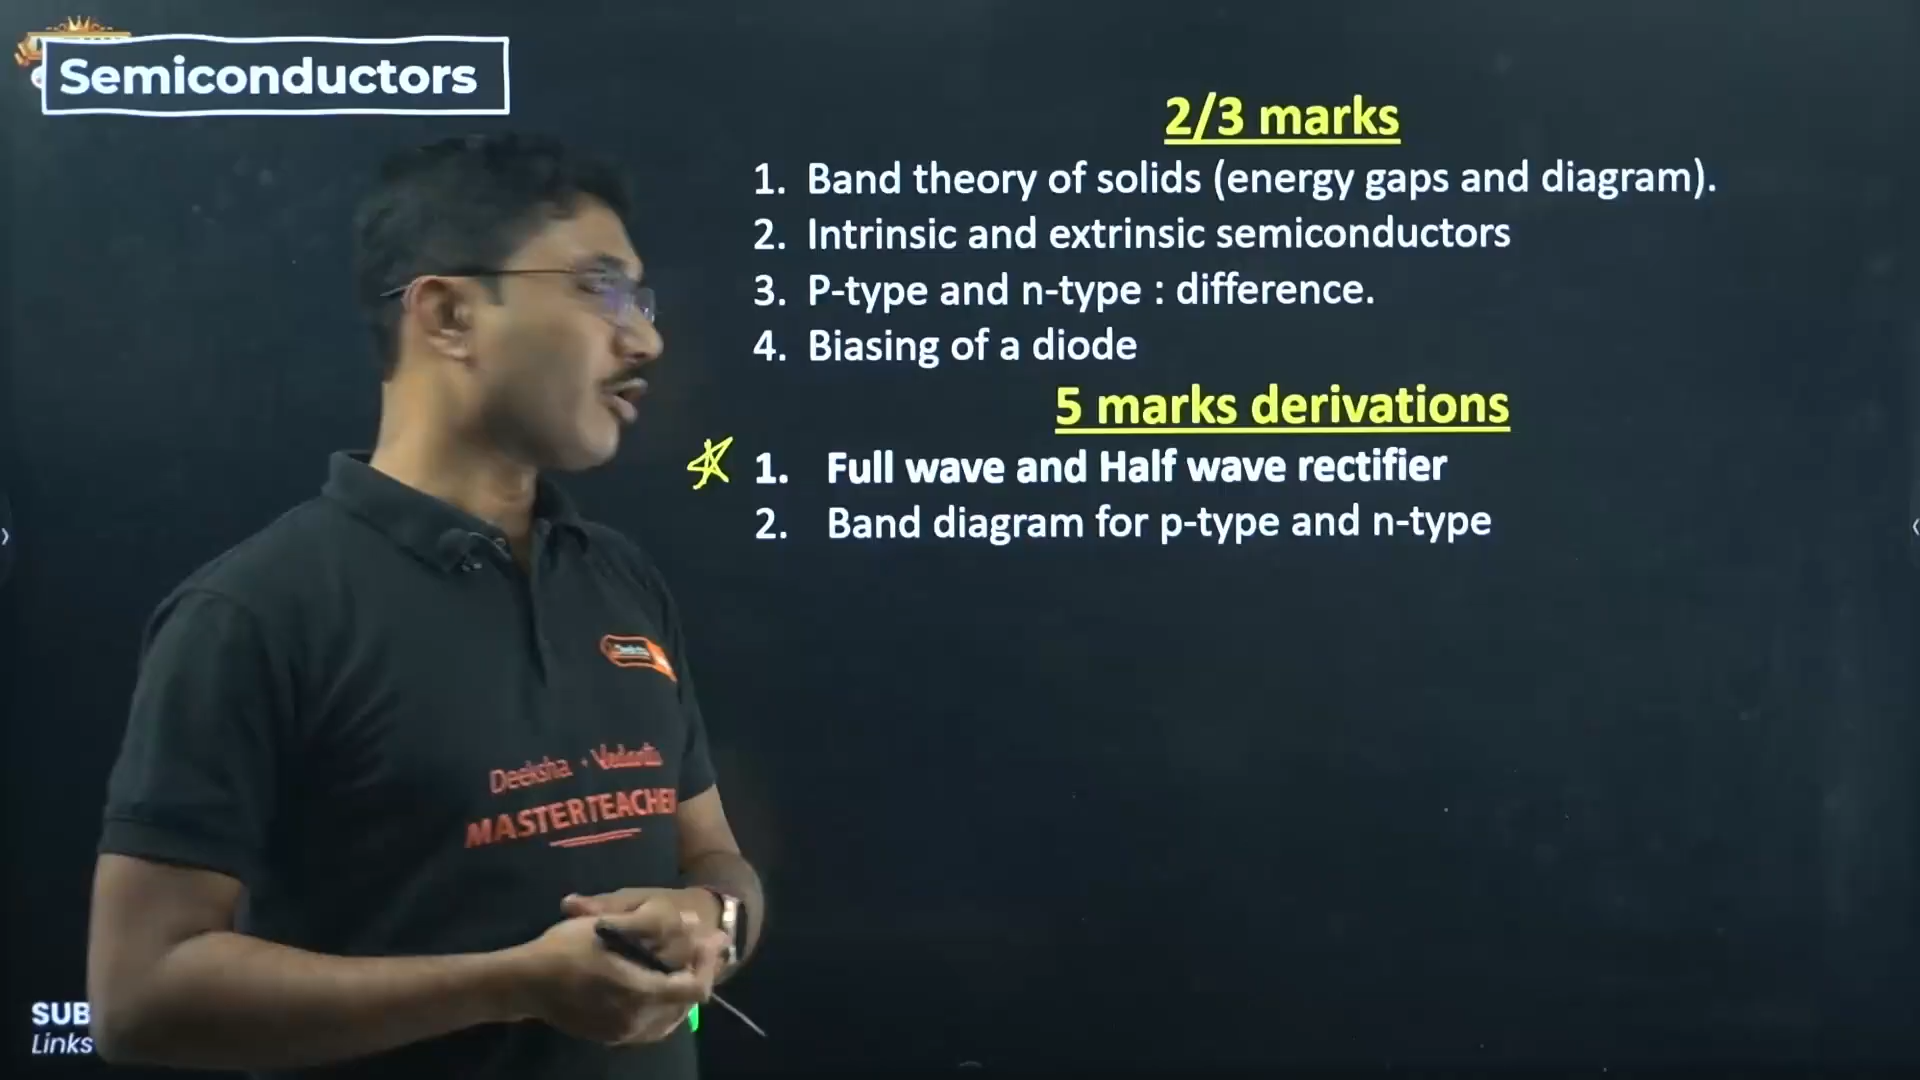 Semiconductors
2/3 marks
1. Band theory of solids (energy gaps and diagram).
2. Intrinsic and extrinsic semiconductors
3. P-type and n-type : difference.
4. Biasing of a diode
5 marks derivations
1. Full wave and Half wave rectifier
2. Band diagram for p-type and n-type
Deeksha + Vedantu
MASTERTEACHER
SUB
Links